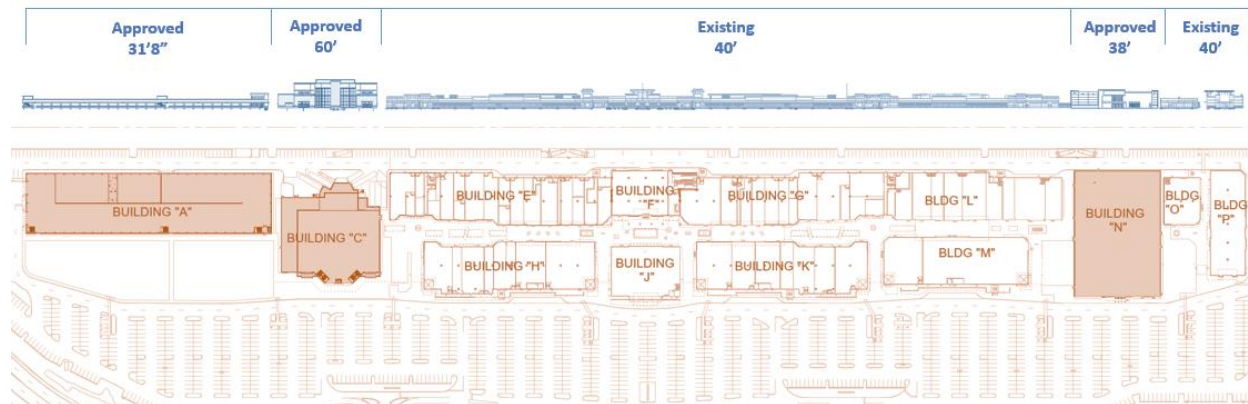 Approved
31'8"
Approved
60'
Existing
40'
Approved
38'
Existing
40'
BUILDING "A"
BUILDING "C"
BUILDING "E"
BUILDING
"F"
BUILDING "G"
BLDG "L"
BUILDING
"N"
BLDG
"O"
BLDG
"P"
BUILDING "H"
BUILDING
"J"
BUILDING "K"
BLDG "M"